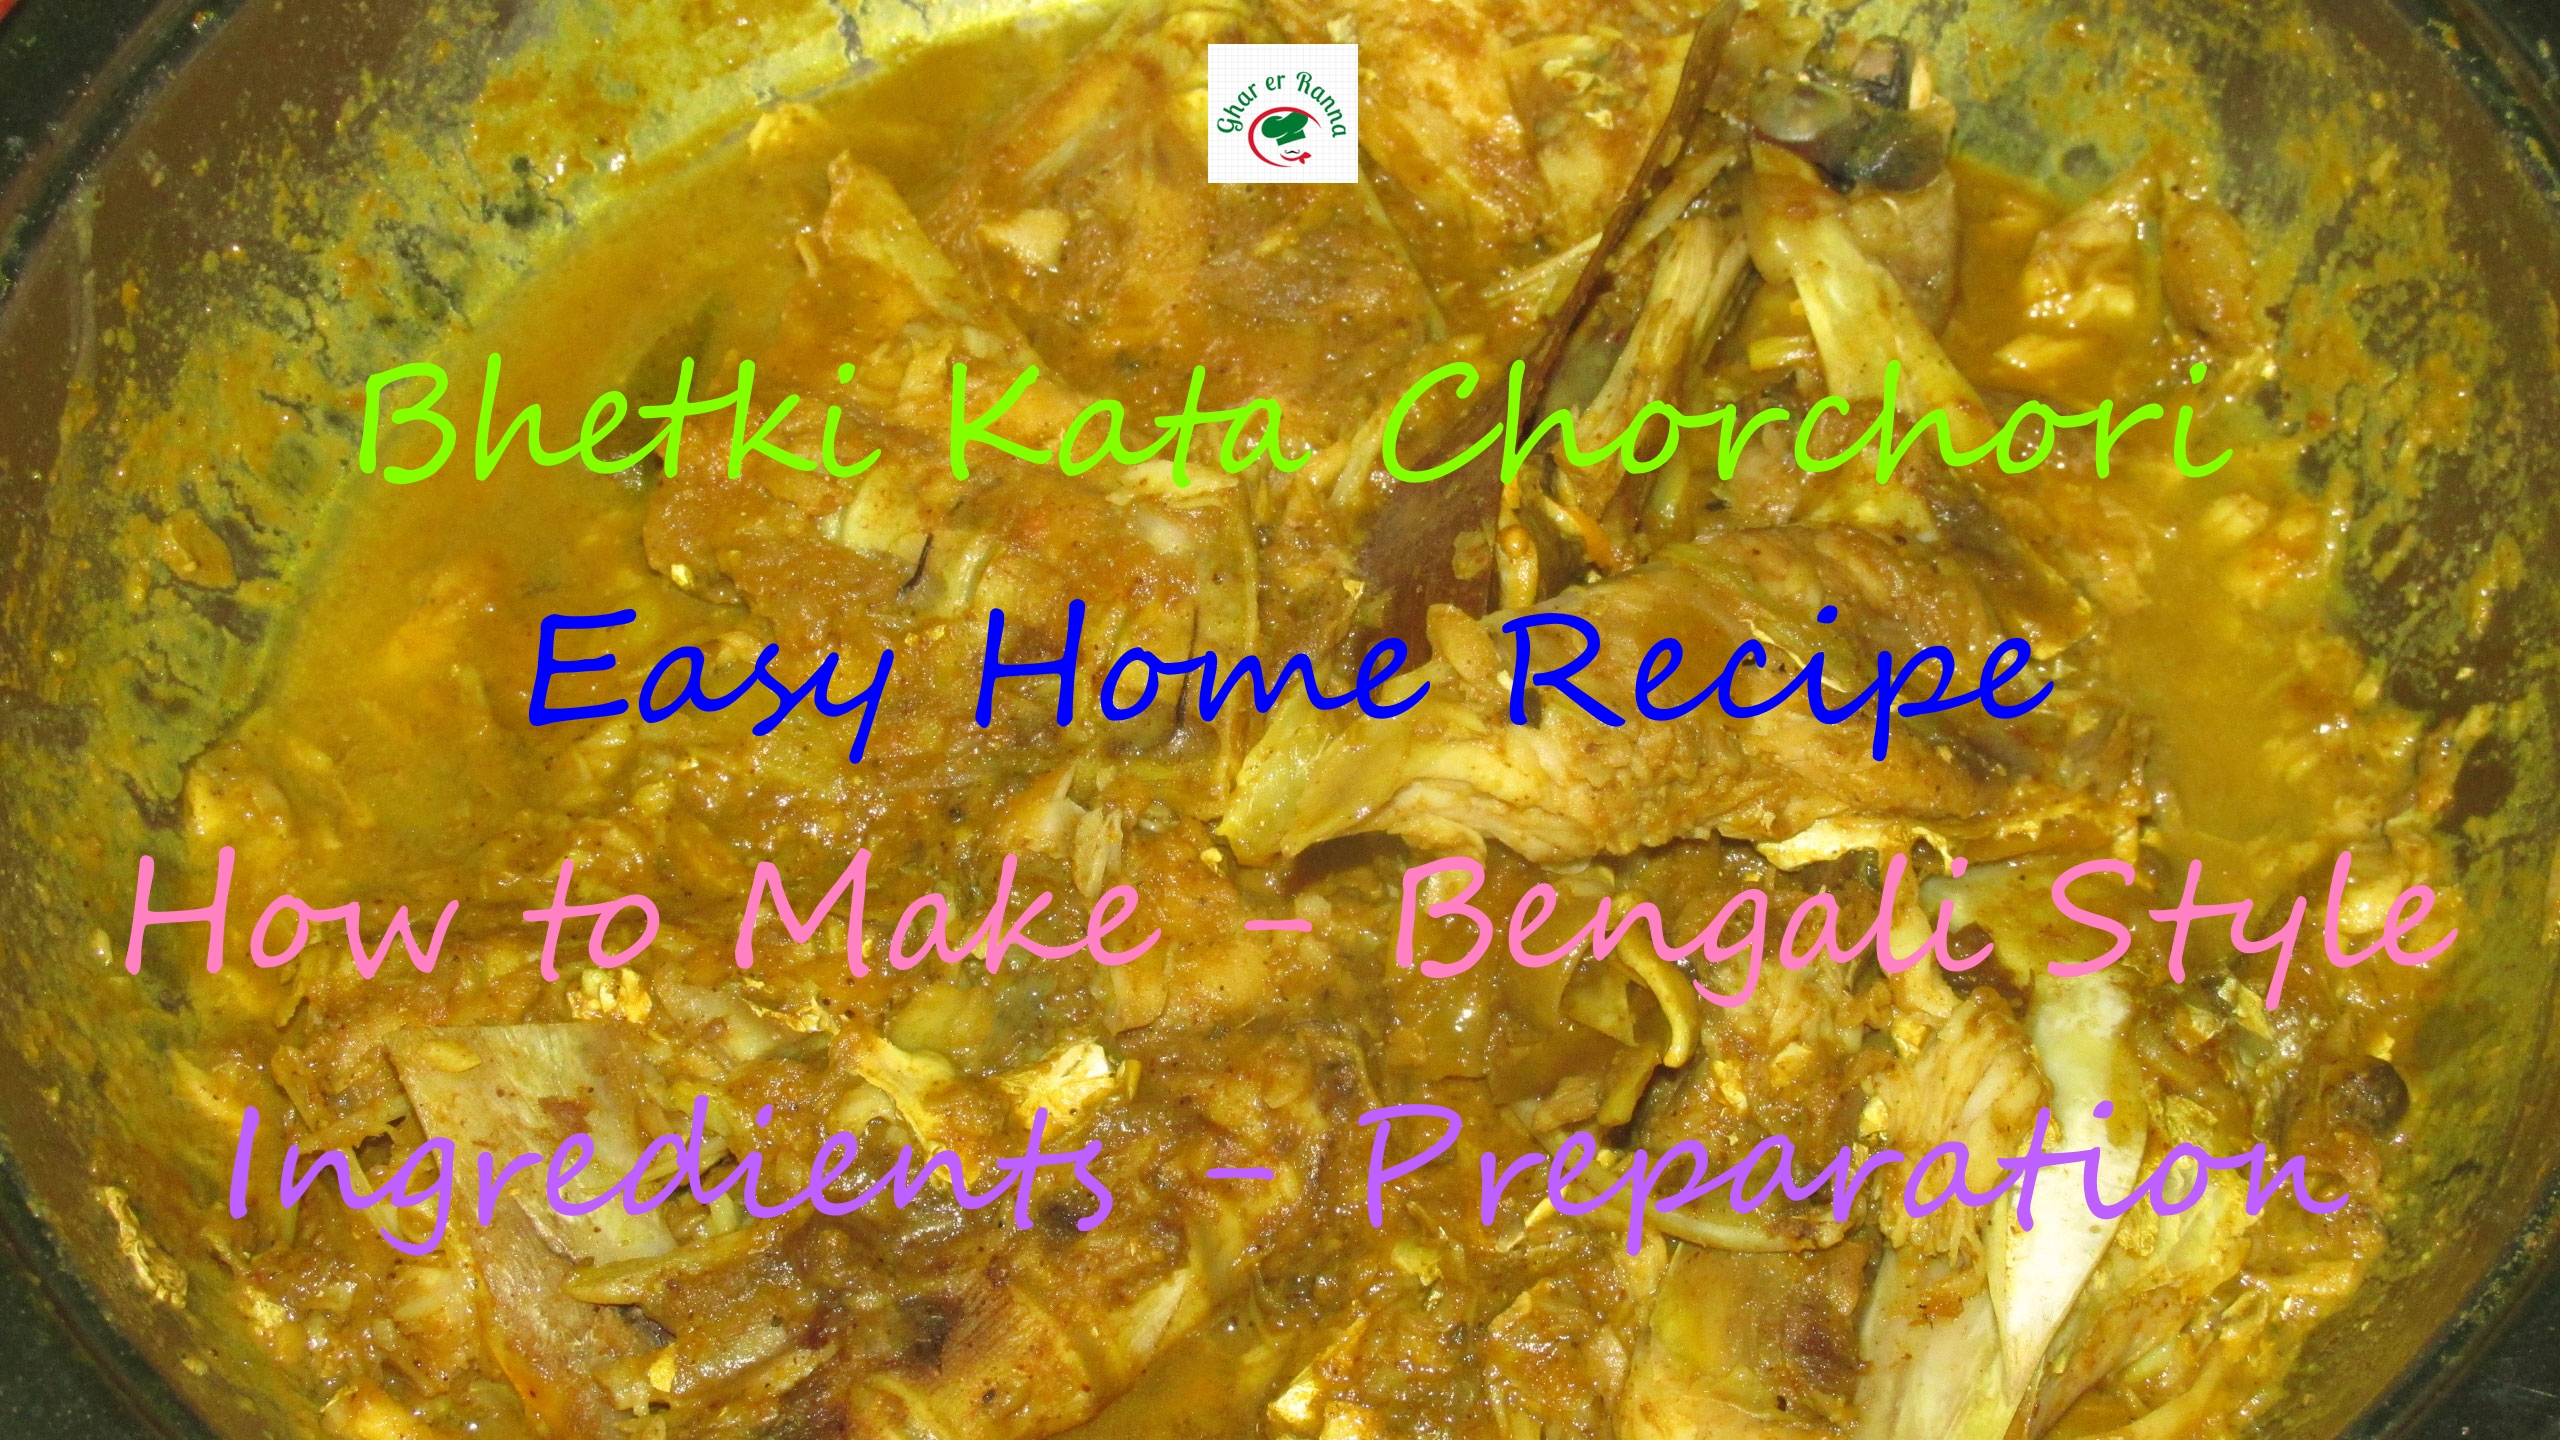 Ghar er Ranna
Bhetki Kata Chorchori
Easy Home Recipe
How to Make - Bengali Style
Ingredients - Preparation